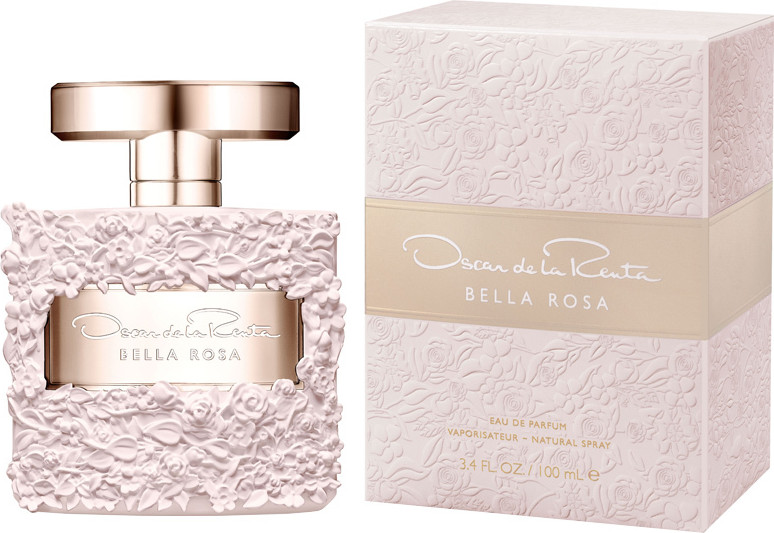 Oscar de la Renta
BELLA ROSA
Oscar de la Renta
BELLA ROSA
EAU DE PARFUM
VAPORISATEUR – NATURAL SPRAY
3.4 FL OZ / 100 mL ℮